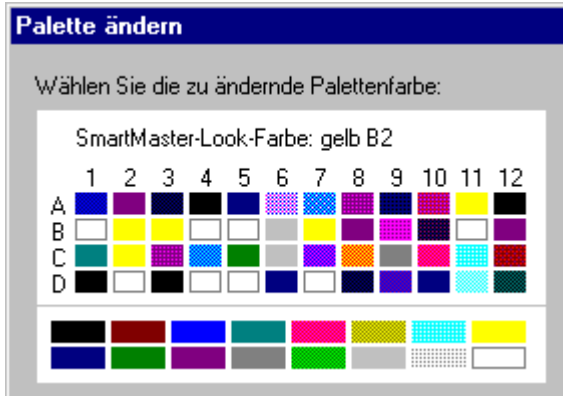 Palette ändern
Wählen Sie die zu ändernde Palettenfarbe:
SmartMaster-Look-Farbe: gelb B2
1 2 3 4 5 6 7 8 9 10 11 12
A
B
C
D